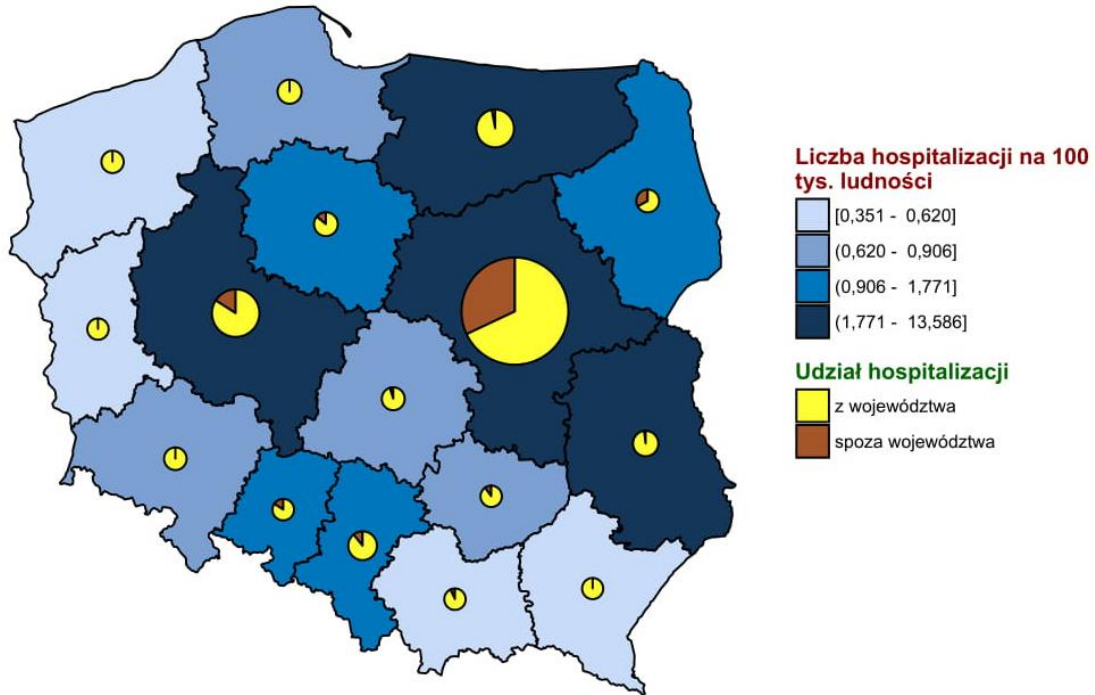 Liczba hospitalizacji na 100
tys. ludności
[0,351 - 0,620]
(0,620 - 0,906]
(0,906 - 1,771]
(1,771 - 13,586]
Udział hospitalizacji
z województwa
spoza województwa